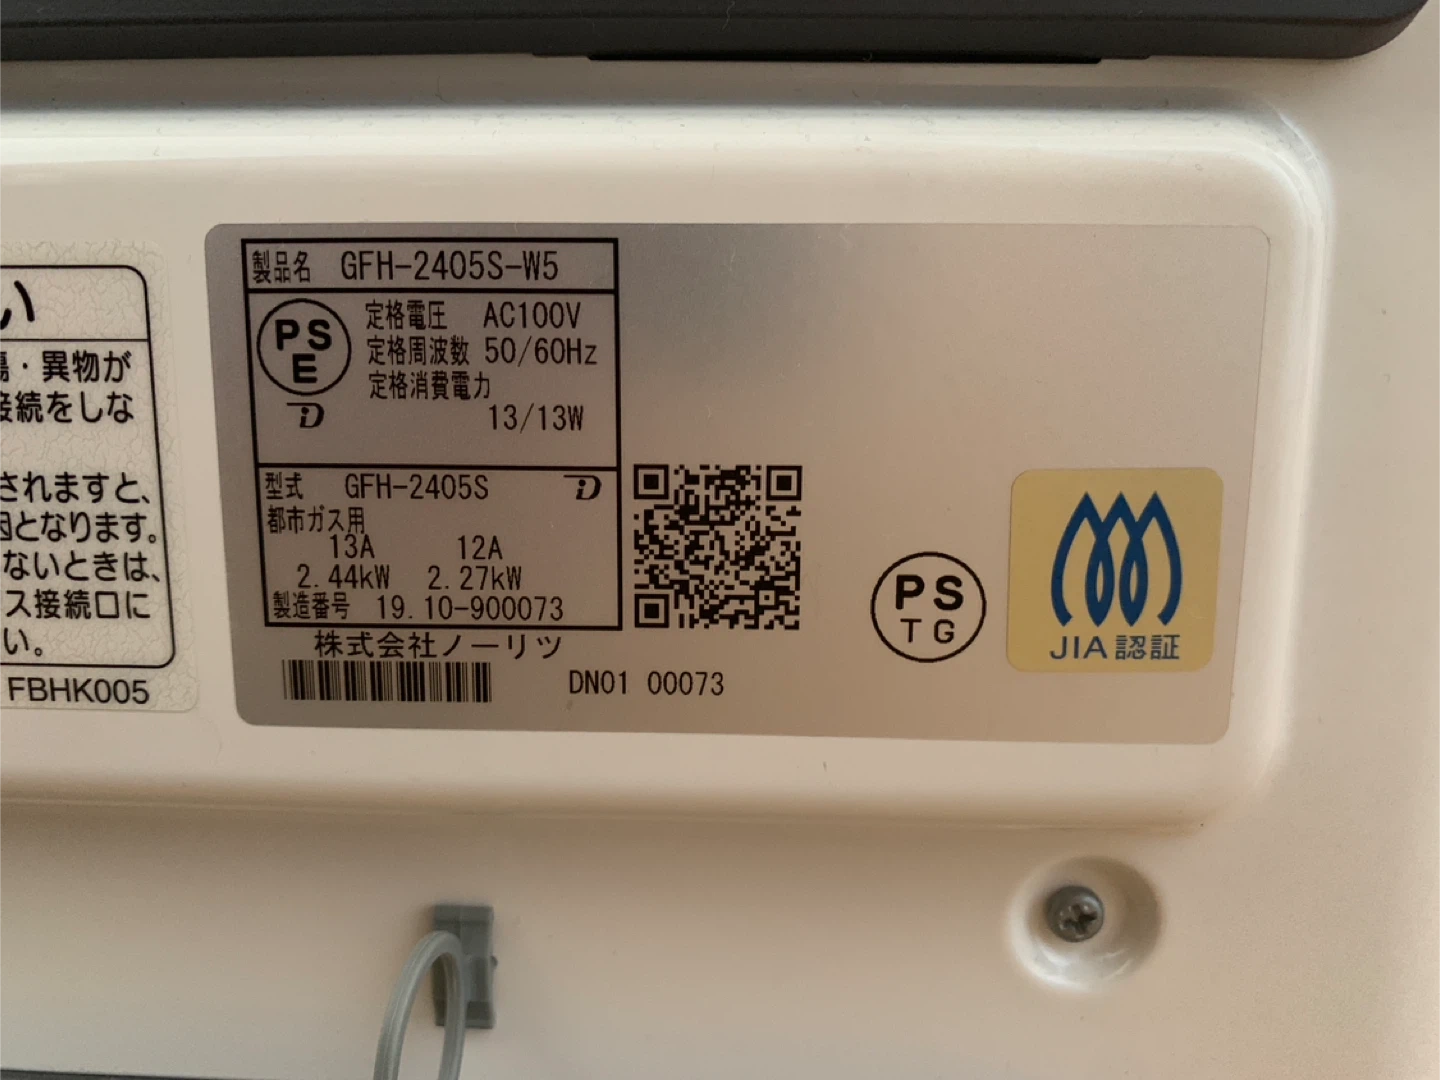 い
傷・異物が
接続をしな
されますと、
因となります。
ないときは、
ス接続口に
い。
FBHK005
製品名 GFH-2405S-W5
PS
E
定格電圧 AC100V
定格周波数 50/60Hz
定格消費電力
13/13W
型式 GFH-2405S
都市ガス用
13A 12A
2.44kW 2.27kW
製造番号 19.10-900073
株式会社ノーリツ
DN01 00073
PS
TG
JIA認証